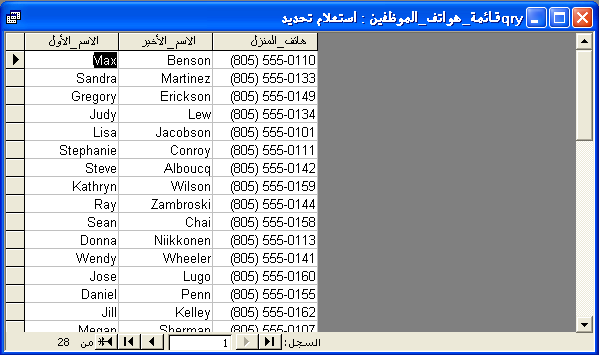 qryقائمة_هواتف_الموظفين : استعلام تحديد
الاسم_الأول الاسم_الأخير هاتف_المنزل
Max Benson (805) 555-0110
Sandra Martinez (805) 555-0133
Gregory Erickson (805) 555-0149
Judy Lew (805) 555-0134
Lisa Jacobson (805) 555-0101
Stephanie Conroy (805) 555-0111
Steve Alboucq (805) 555-0142
Kathryn Wilson (805) 555-0159
Ray Zambroski (805) 555-0144
Sean Chai (805) 555-0158
Donna Niikkonen (805) 555-0113
Wendy Wheeler (805) 555-0141
Jose Lugo (805) 555-0160
Daniel Penn (805) 555-0155
Jill Kelley (805) 555-0162
Megan Sherman (805) 555-0107
السجل: 1 من 28